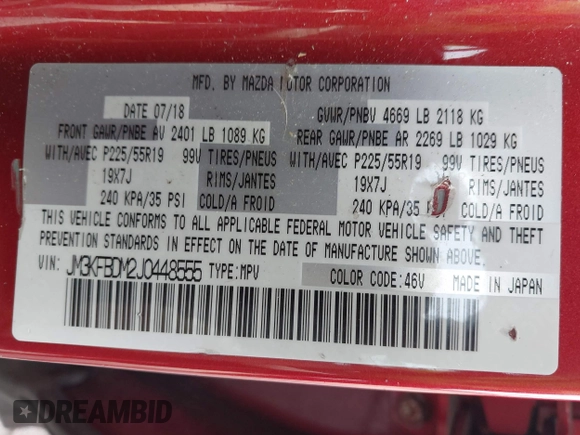 MFD. BY MAZDA MOTOR CORPORATION
DATE 07/18 GVWR/PNBV 4669 LB 2118 KG
FRONT GAWR/PNBE AV 2401 LB 1089 KG REAR GAWR/PNBE AR 2269 LB 1029 KG
WITH/AVEC P225/55R19 99V TIRES/PNEUS WITH/AVEC P225/55R19 99V TIRES/PNEUS
19X7J RIMS/JANTES 19X7J RIMS/JANTES
240 KPA/35 PSI COLD/A FROID 240 KPA/35 COLD/A FROID
THIS VEHICLE CONFORMS TO ALL APPLICABLE FEDERAL MOTOR VEHICLE SAFETY AND THEFT
PREVENTION STANDARDS IN EFFECT ON THE DATE OF MANUFACTURE SHOWN ABOVE.
VIN: JM3KFBDM2J0448555 TYPE:MPV COLOR CODE:46V MADE IN JAPAN
DREAMBID